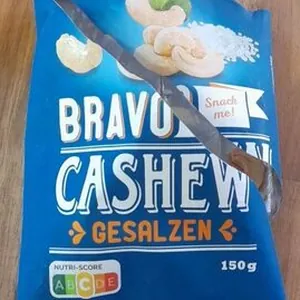 Snack
me!
BRAVO
CASHEW
GESALZEN
NUTRI-SCORE
ABCDE
150g